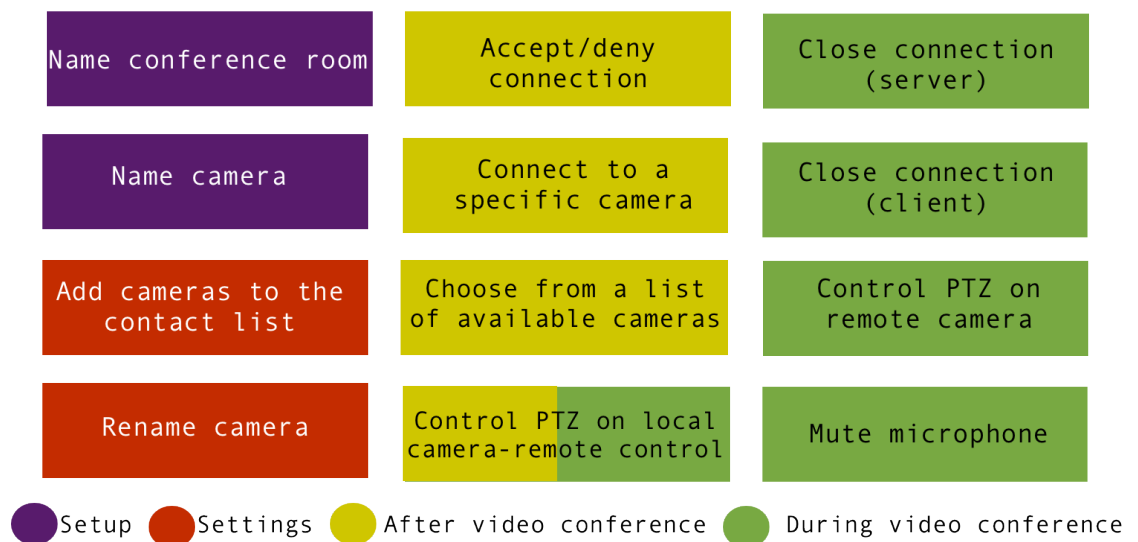 Name conference room
Accept/deny
connection
Close connection
(server)
Name camera
Connect to a
specific camera
Close connection
(client)
Add cameras to the
contact list
Choose from a list
of available cameras
Control PTZ on
remote camera
Rename camera
Control PTZ on local
camera-remote control
Mute microphone
Setup
Settings
After video conference
During video conference